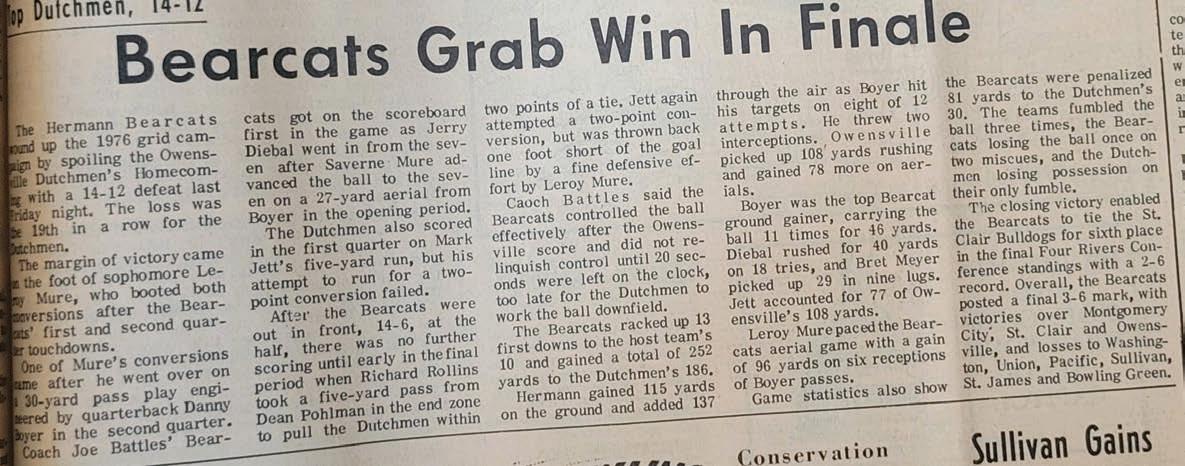 op Dutchmen, 14-12
Bearcats Grab Win In Finale
The Hermann Bearcats
ound up the 1976 grid cam-
aign by spoiling the Owens-
ille Dutchmen's Homecom-
ng with a 14-12 defeat last
Friday night. The loss was
he 19th in a row for the
Dutchmen.
The margin of victory came
n the foot of sophomore Le-
oy Mure, who booted both
onversions after the Bear-
ats' first and second quar-
er touchdowns.
One of Mure's conversions
ame after he went over on
a 30-yard pass play engi-
neered by quarterback Danny
Boyer in the second quarter.
Coach Joe Battles' Bear-
cats got on the scoreboard
first in the game as Jerry
Diebal went in from the sev-
en after Saverne Mure ad-
vanced the ball to the sev-
en on a 27-yard aerial from
Boyer in the opening period.
The Dutchmen also scored
in the first quarter on Mark
Jett's five-yard run, but his
attempt to run for a two-
point conversion failed.
After the Bearcats were
out in front, 14-6, at the
half, there was no further
scoring until early in the final
period when Richard Rollins
took a five-yard pass from
Dean Pohlman in the end zone
to pull the Dutchmen within
two points of a tie. Jett again
attempted a two-point con-
version, but was thrown back
one foot short of the goal
line by a fine defensive ef-
fort by Leroy Mure.
Caoch Battles said the
Bearcats controlled the ball
effectively after the Owens-
ville score and did not re-
linquish control until 20 sec-
onds were left on the clock,
too late for the Dutchmen to
work the ball downfield.
The Bearcats racked up 13
first downs to the host team's
10 and gained a total of 252
yards to the Dutchmen's 186.
Hermann gained 115 yards
on the ground and added 137
through the air as Boyer hit
his targets on eight of 12
attempts. He threw two
interceptions. Owensville
picked up 108 yards rushing
and gained 78 more on aer-
ials.
Boyer was the top Bearcat
ground gainer, carrying the
ball 11 times for 46 yards.
Diebal rushed for 40 yards
on 18 tries, and Bret Meyer
picked up 29 in nine lugs.
Jett accounted for 77 of Ow-
ensville's 108 yards.
Leroy Mure paced the Bear-
cats aerial game with a gain
of 96 yards on six receptions
of Boyer passes.
Game statistics also show
the Bearcats were penalized
81 yards to the Dutchmen's
30. The teams fumbled the
ball three times, the Bear-
cats losing the ball once on
two miscues, and the Dutch-
men losing possession on
their only fumble.
The closing victory enabled
the Bearcats to tie the St.
Clair Bulldogs for sixth place
in the final Four Rivers Con-
ference standings with a 2-6
record. Overall, the Bearcats
posted a final 3-6 mark, with
victories over Montgomery
City, St. Clair and Owens-
ville, and losses to Washing-
ton, Union, Pacific, Sullivan,
St. James and Bowling Green.
Conservation
Sullivan Gains